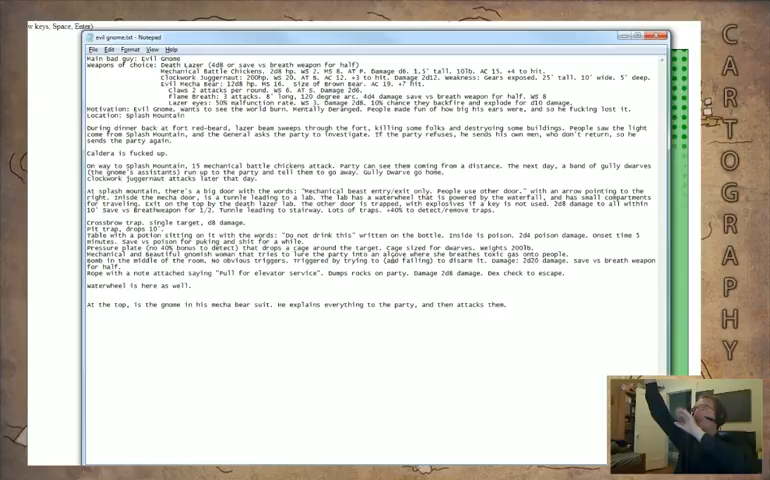 w keys, Space, Enter)
evil gnome.txt - Notepad
File Edit Format View Help
Main bad guy: Evil Gnome
Weapons of choice: Death Lazer (4d8 or save vs breath weapon for half)
Mechanical Battle Chickens. 2d8 hp. WS 2. MS 8. AT P. Damage d6. 1.5' tall. 10lb. AC 15. +4 to hit.
Clockwork Juggernaut: 200hp. WS 20. AT B. AC 12. +3 to hit. Damage 2d12. Weakness: Gears exposed. 25' tall. 10' wide. 5' deep.
Evil Mecha Bear: 12d8 hp. MS 16. Size of Brown Bear. AC 19. +7 hit.
Claws 2 attacks per round. WS 6. AT S. Damage 2d6.
Flame Breath: 3 attacks. 8' long, 120 degree arc. 4d4 damage save vs breath weapon for half. WS 8
Lazer eyes: 50% malfunction rate. WS 3. Damage 2d8. 10% chance they backfire and explode for d10 damage.
Motivation: Evil Gnome. Wants to see the world burn. Mentally Deranged. People made fun of how big his ears were, and so he fucking lost it.
Location: Splash Mountain
During dinner back at fort red-beard, lazer beam sweeps through the fort, killing some folks and destryoing some buildings. People saw the light
come from Splash Mountain, and the General asks the party to investigate. If the party refuses, he sends his own men, who don't return, so he
sends the party again.
Caldera is fucked up.
On way to Splash Mountain, 15 mechanical battle chickens attack. Party can see them coming from a distance. The next day, a band of gully dwarves
(the gnome's assistants) run up to the party and tell them to go away. Gully Dwarve go home.
Clockwork juggernaut attacks later that day.
At splash mountain, there's a big door with the words: "Mechanical beast entry/exit only. People use other door." with an arrow pointing to the
right. Inisde the mecha door, is a tunnle leading to a lab. The lab has a waterwheel that is powered by the waterfall, and has small compartments
for traveling. Exit on the top by the death lazer lab. The other door is trapped, with explosives if a key is not used. 2d8 damage to all within
10' Save vs Breathweapon for 1/2. Tunnle leading to stairway. Lots of traps. +40% to detect/remove traps.
Crossbrow trap. single target, d8 damage.
Pit trap, drops 10'.
Table with a potion sitting on it with the words: "Do not drink this" written on the bottle. Inside is poison. 2d4 poison damage. Onset time 5
minutes. Save vs poison for puking and shit for a while.
Pressure plate (no 40% bonus to detect) that drops a cage around the target. Cage sized for dwarves. Weights 200lb.
Mechanical and beautiful gnomish woman that tries to lure the party into an alcove where she breathes toxic gas onto people.
Bomb in the middle of the room. No obvious triggers. Triggered by trying to (and failing) to disarm it. Damage: 2d20 damage. Save vs breath weapon
for half.
Rope with a note attached saying "Pull for elevator service". Dumps rocks on party. Damage 2d8 damage. Dex check to escape.
Waterwheel is here as well.
At the top, is the gnome in his mecha bear suit. He explains everything to the party, and then attacks them.
CARTOGRAPHY